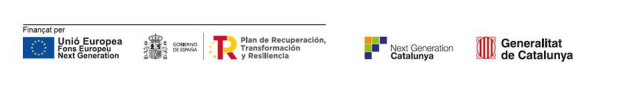 Finançat per
Unió Europea
Fons Europeu
Next Generation
GOBIERNO
DE ESPAÑA
Plan de Recuperación,
Transformación
y Resiliencia
Next Generation
Catalunya
Generalitat
de Catalunya